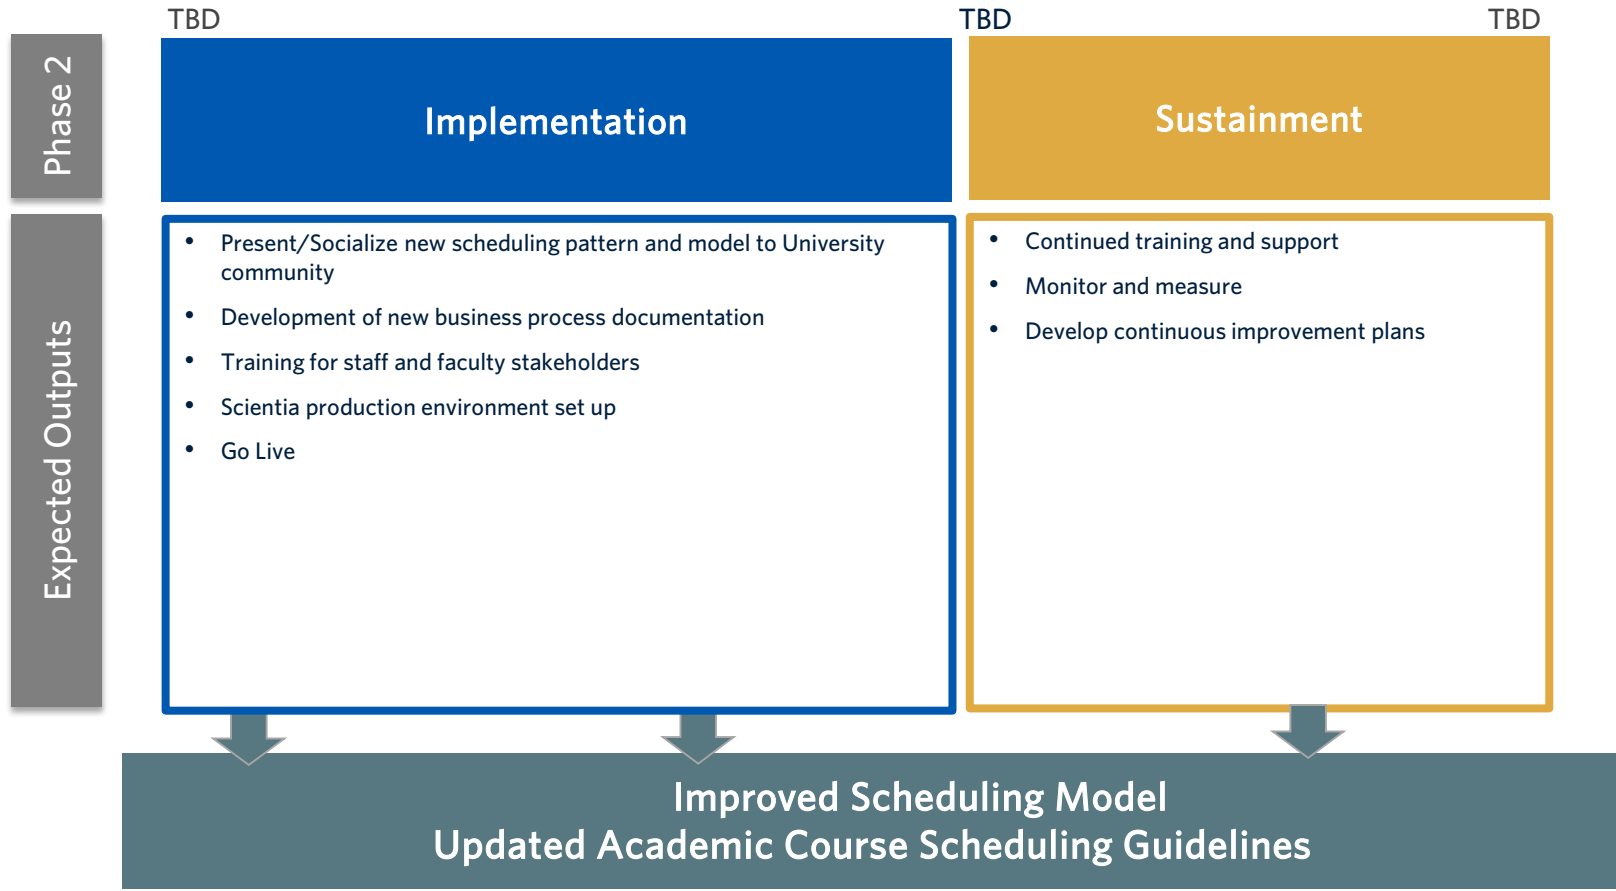 TBD
TBD
TBD
Phase 2
Implementation
Sustainment
Expected Outputs
• Present/Socialize new scheduling pattern and model to University
community
• Development of new business process documentation
• Training for staff and faculty stakeholders
• Scientia production environment set up
• Go Live
• Continued training and support
• Monitor and measure
• Develop continuous improvement plans
Improved Scheduling Model
Updated Academic Course Scheduling Guidelines